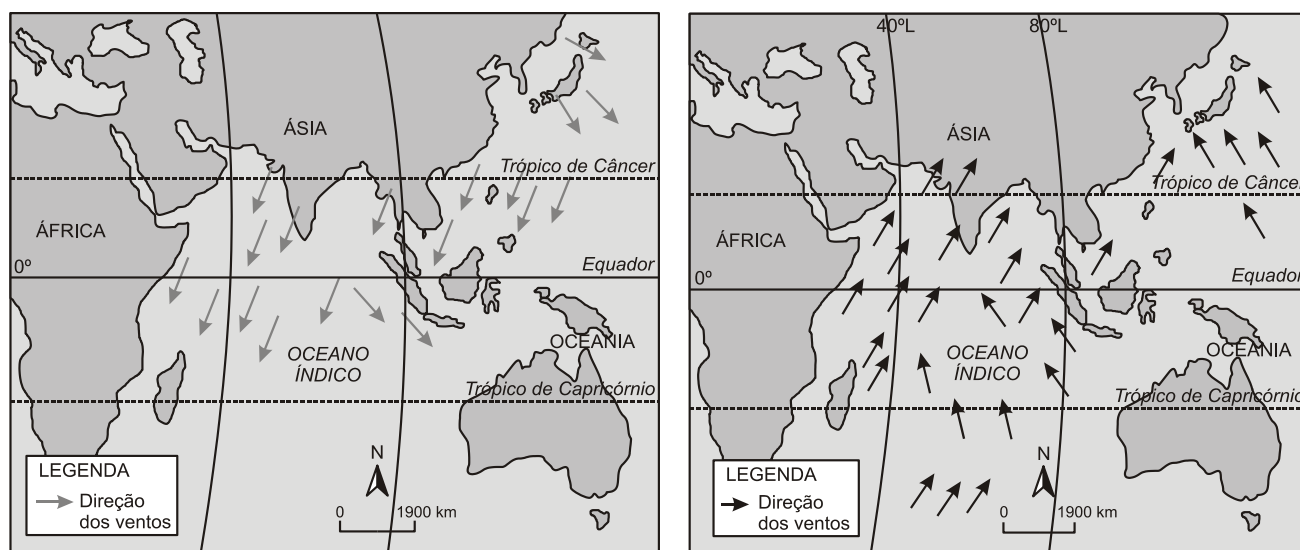 ÁSIA
Trópico de Câncer
ÁFRICA
0º
Equador
OCEANIA
OCEANO
ÍNDICO
Trópico de Capricórnio
N
LEGENDA
Direção
dos ventos
0 1900 km
40ºL 80ºL
ÁSIA
Trópico de Câncer
ÁFRICA
0º
Equador
OCEANIA
OCEANO
ÍNDICO
Trópico de Capricórnio
N
LEGENDA
Direção
dos ventos
0 1900 km